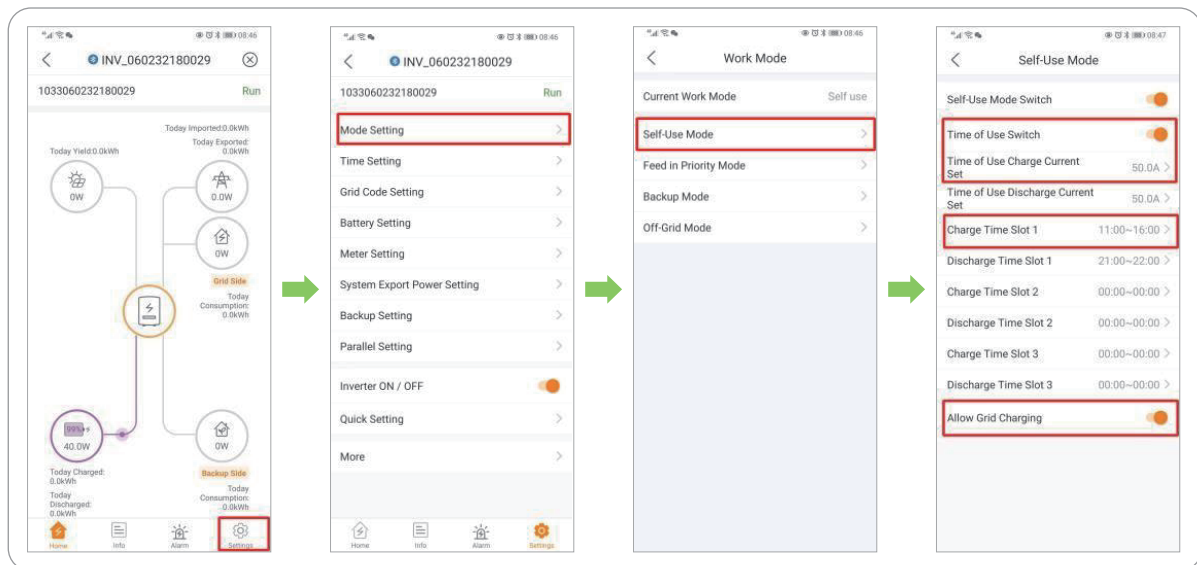 08:46
INV_060232180029
1033060232180029 Run
Today Imported:0.0kWh
Today Exported:
0.0kWh
Today Yield:0.0kWh
0W
0.0W
0W
Grid Side
Today
Consumption:
0.0kWh
99%
40.0W
0W
Today Charged:
0.0kWh
Today
Discharged:
0.0kWh
Backup Side
Today
Consumption:
0.0kWh
Home Info Alarm Settings
08:46
INV_060232180029
1033060232180029 Run
Mode Setting
Time Setting
Grid Code Setting
Battery Setting
Meter Setting
System Export Power Setting
Backup Setting
Parallel Setting
Inverter ON / OFF
Quick Setting
More
Home Info Alarm Settings
08:46
Work Mode
Current Work Mode Self use
Self-Use Mode
Feed in Priority Mode
Backup Mode
Off-Grid Mode
08:47
Self-Use Mode
Self-Use Mode Switch
Time of Use Switch
Time of Use Charge Current
Set 50.0A
Time of Use Discharge Current
Set 50.0A
Charge Time Slot 1 11:00~16:00
Discharge Time Slot 1 21:00~22:00
Charge Time Slot 2 00:00~00:00
Discharge Time Slot 2 00:00~00:00
Charge Time Slot 3 00:00~00:00
Discharge Time Slot 3 00:00~00:00
Allow Grid Charging